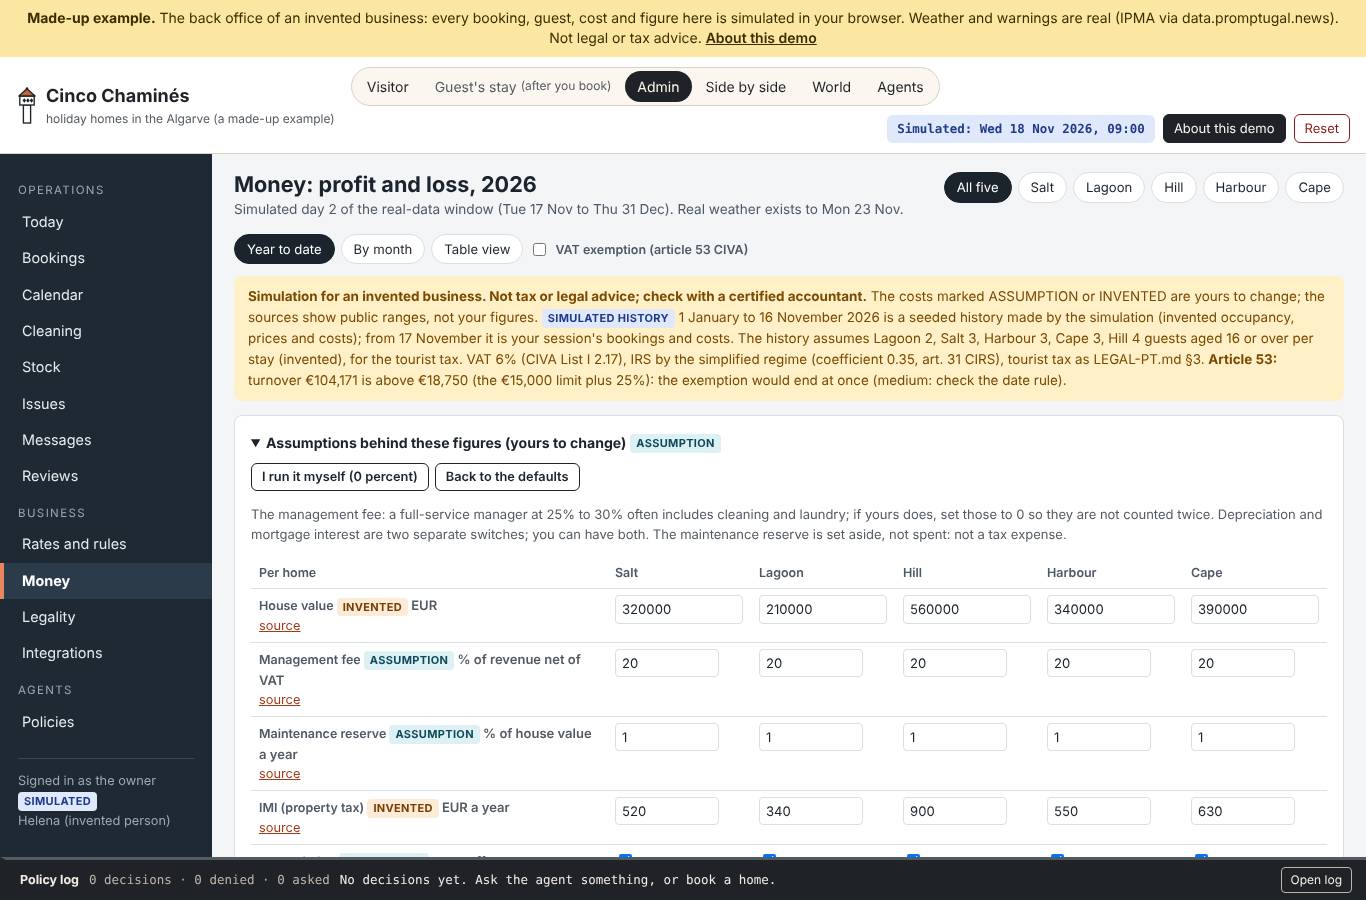 Made-up example. The back office of an invented business: every booking, guest, cost and figure here is simulated in your browser. Weather and warnings are real (IPMA via data.promptugal.news).
Not legal or tax advice. About this demo
Cinco Chaminés
holiday homes in the Algarve (a made-up example)
Visitor
Guest's stay (after you book)
Admin
Side by side
World
Agents
Simulated: Wed 18 Nov 2026, 09:00
About this demo
Reset
OPERATIONS
Today
Bookings
Calendar
Cleaning
Stock
Issues
Messages
Reviews
BUSINESS
Rates and rules
Money
Legality
Integrations
AGENTS
Policies
Signed in as the owner
SIMULATED
Helena (invented person)
Money: profit and loss, 2026
Simulated day 2 of the real-data window (Tue 17 Nov to Thu 31 Dec). Real weather exists to Mon 23 Nov.
All five
Salt
Lagoon
Hill
Harbour
Cape
Year to date
By month
Table view
VAT exemption (article 53 CIVA)
Simulation for an invented business. Not tax or legal advice; check with a certified accountant. The costs marked ASSUMPTION or INVENTED are yours to change; the
sources show public ranges, not your figures. SIMULATED HISTORY 1 January to 16 November 2026 is a seeded history made by the simulation (invented occupancy,
prices and costs); from 17 November it is your session's bookings and costs. The history assumes Lagoon 2, Salt 3, Harbour 3, Cape 3, Hill 4 guests aged 16 or over per
stay (invented), for the tourist tax. VAT 6% (CIVA List I 2.17), IRS by the simplified regime (coefficient 0.35, art. 31 CIRS), tourist tax as LEGAL-PT.md §3. Article 53:
turnover €104,171 is above €18,750 (the €15,000 limit plus 25%): the exemption would end at once (medium: check the date rule).
Assumptions behind these figures (yours to change) ASSUMPTION
I run it myself (0 percent)
Back to the defaults
The management fee: a full-service manager at 25% to 30% often includes cleaning and laundry; if yours does, set those to 0 so they are not counted twice. Depreciation and
mortgage interest are two separate switches; you can have both. The maintenance reserve is set aside, not spent: not a tax expense.
Per home Salt Lagoon Hill Harbour Cape
House value INVENTED EUR
source
320000 210000 560000 340000 390000
Management fee ASSUMPTION % of revenue net of
VAT
source
20 20 20 20 20
Maintenance reserve ASSUMPTION % of house value
a year
source
1 1 1 1 1
IMI (property tax) INVENTED EUR a year
source
520 340 900 550 630
Policy log 0 decisions · 0 denied · 0 asked No decisions yet. Ask the agent something, or book a home.
Open log